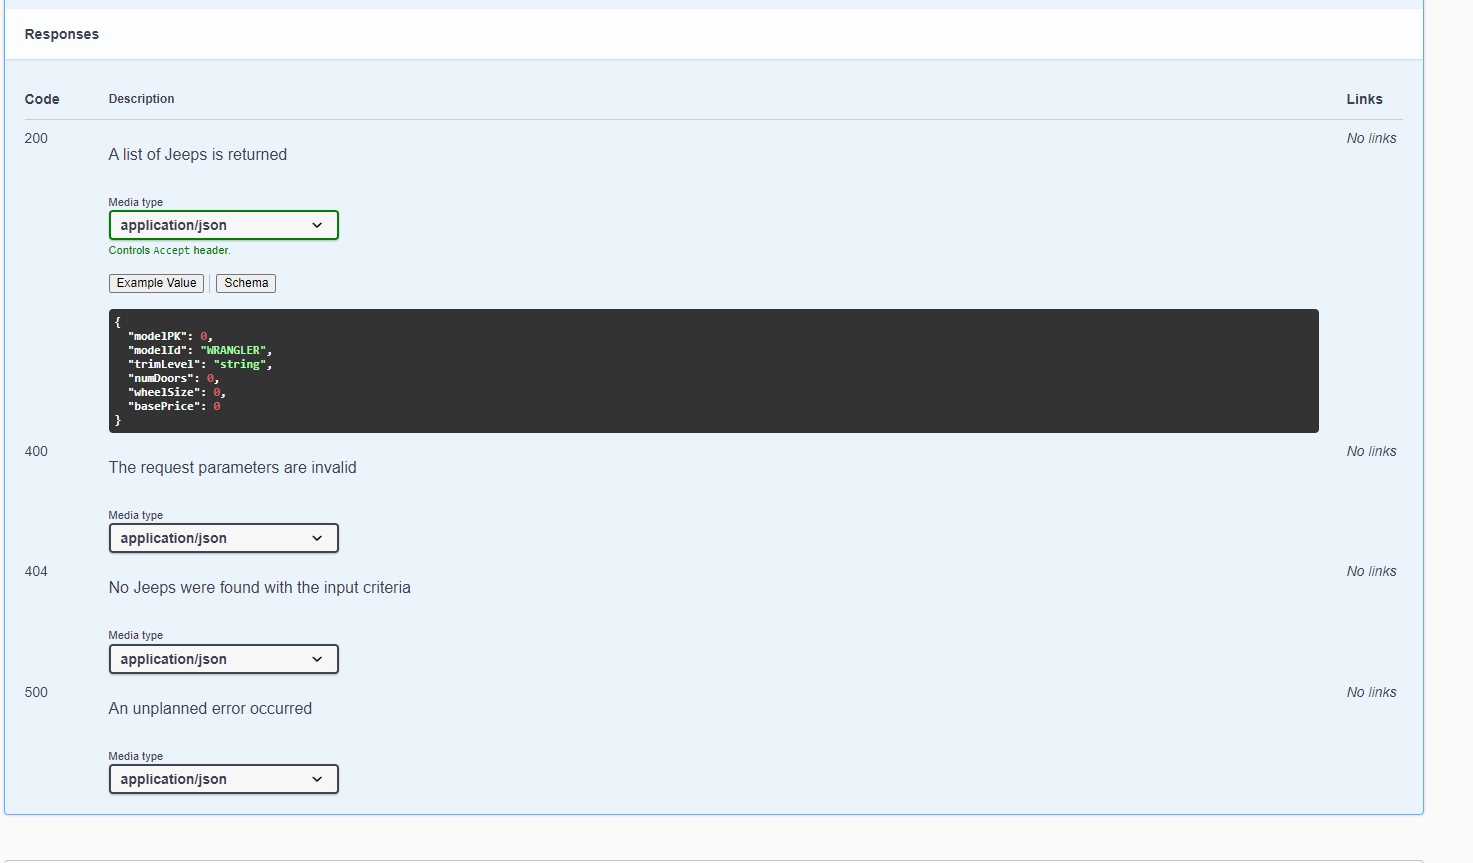 Responses
Code Description Links
200 No links
A list of Jeeps is returned
Media type
application/json
Controls Accept header.
Example Value Schema
{
"modelPK": 0,
"modelId": "WRANGLER",
"trimLevel": "string",
"numDoors": 0,
"wheelSize": 0,
"basePrice": 0
}
400 No links
The request parameters are invalid
Media type
application/json
404 No links
No Jeeps were found with the input criteria
Media type
application/json
500 No links
An unplanned error occurred
Media type
application/json